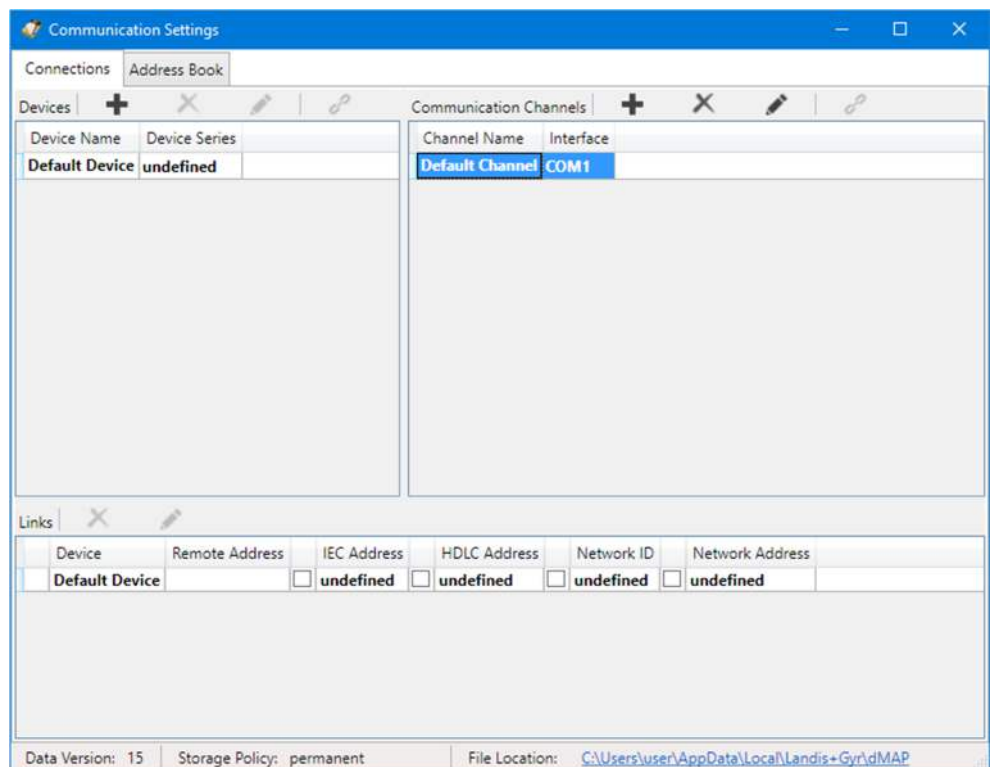 Communication Settings
Connections Address Book
Devices Communication Channels
Device Name Device Series Channel Name Interface
Default Device undefined Default Channel COM1
Links
Device Remote Address IEC Address HDLC Address Network ID Network Address
Default Device undefined undefined undefined undefined
Data Version: 15 Storage Policy: permanent File Location: C:\Users\user\AppData\Local\Landis+Gyr\dMAP